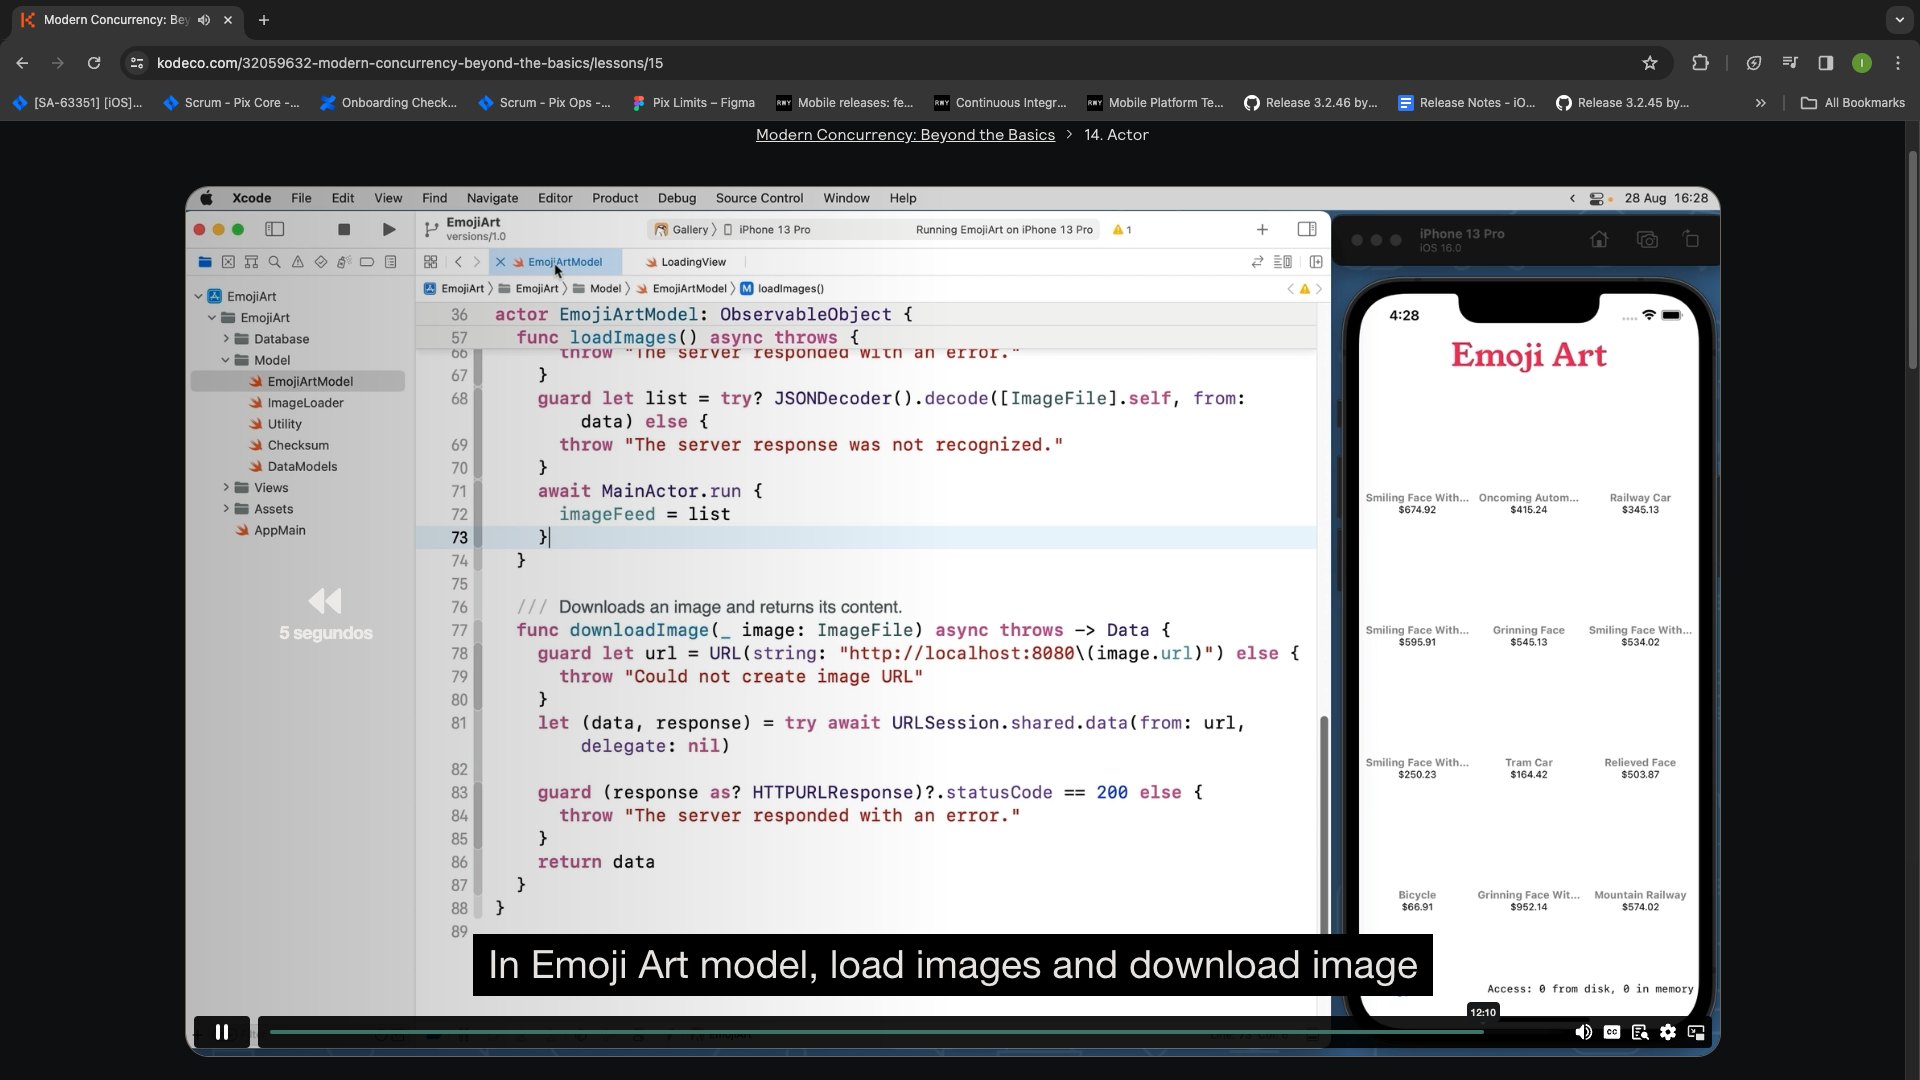 Modern Concurrency: Bey
kodeco.com/32059632-modern-concurrency-beyond-the-basics/lessons/15
[SA-63351] [iOS]...
Scrum - Pix Core -...
Onboarding Check...
Scrum - Pix Ops -...
Pix Limits – Figma
Mobile releases: fe...
Continuous Integr...
Mobile Platform Te...
Release 3.2.46 by...
Release Notes - iO...
Release 3.2.45 by...
All Bookmarks
Modern Concurrency: Beyond the Basics > 14. Actor
Xcode File Edit View Find Navigate Editor Product Debug Source Control Window Help
28 Aug 16:28
EmojiArt
versions/1.0
Gallery 〉 iPhone 13 Pro
Running EmojiArt on iPhone 13 Pro
1
iPhone 13 Pro
iOS 16.0
EmojiArtModel
LoadingView
EmojiArt 〉 EmojiArt 〉 Model 〉 EmojiArtModel 〉 M loadImages()
EmojiArt
EmojiArt
Database
Model
EmojiArtModel
ImageLoader
Utility
Checksum
DataModels
Views
Assets
AppMain
5 segundos
36 actor EmojiArtModel: ObservableObject {
57 func loadImages() async throws {
66 throw "The server responded with an error."
67 }
68 guard let list = try? JSONDecoder().decode([ImageFile].self, from:
data) else {
69 throw "The server response was not recognized."
70 }
71 await MainActor.run {
72 imageFeed = list
73 }
74 }
75
76 /// Downloads an image and returns its content.
77 func downloadImage(_ image: ImageFile) async throws -> Data {
78 guard let url = URL(string: "http://localhost:8080\(image.url)") else {
79 throw "Could not create image URL"
80 }
81 let (data, response) = try await URLSession.shared.data(from: url,
delegate: nil)
82
83 guard (response as? HTTPURLResponse)?.statusCode == 200 else {
84 throw "The server responded with an error."
85 }
86 return data
87 }
88 }
89
4:28
Emoji Art
Smiling Face With... Oncoming Autom... Railway Car
$674.92 $415.24 $345.13
Smiling Face With... Grinning Face Smiling Face With...
$595.91 $545.13 $534.02
Smiling Face With... Tram Car Relieved Face
$250.23 $164.42 $503.87
Bicycle Grinning Face Wit... Mountain Railway
$66.91 $952.14 $574.02
Access: 0 from disk, 0 in memory
In Emoji Art model, load images and download image
12:10
CC